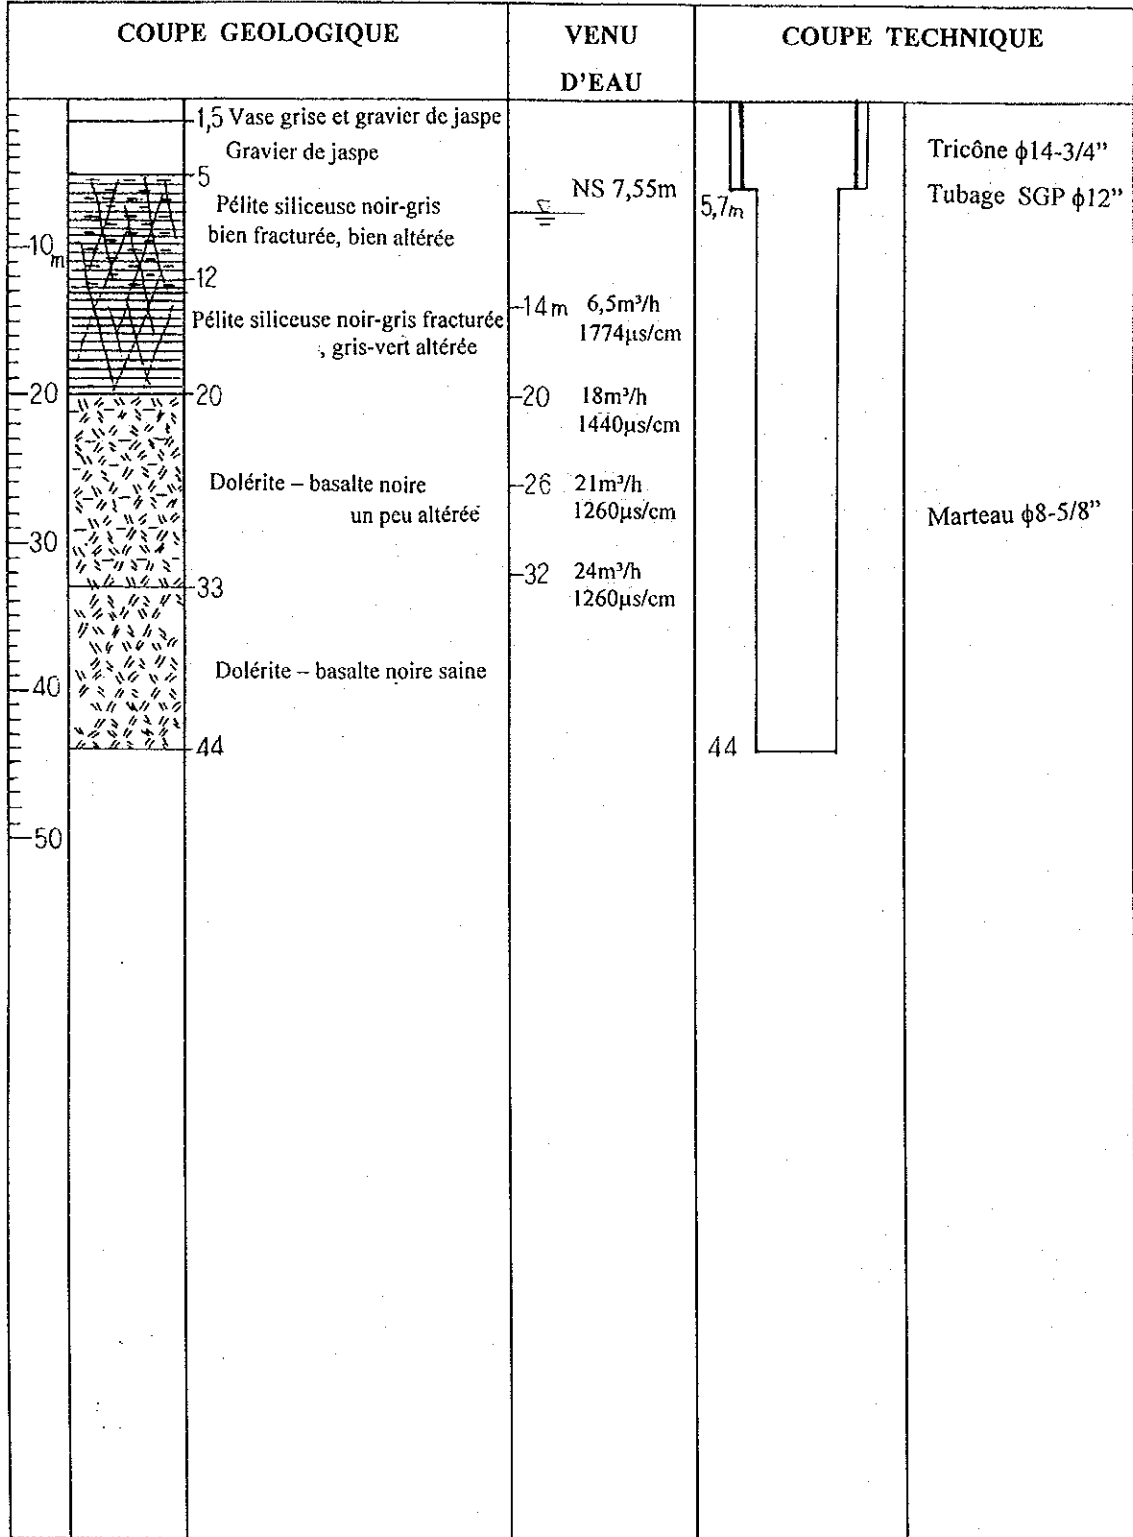 COUPE GEOLOGIQUE
VENU
D'EAU
COUPE TECHNIQUE
1,5 Vase grise et gravier de jaspe
Gravier de jaspe
5
Pélite siliceuse noir-gris
bien fracturée, bien altérée
10
m
12
Pélite siliceuse noir-gris fracturée
, gris-vert altérée
20
20
Dolérite – basalte noire
un peu altérée
30
33
Dolérite – basalte noire saine
40
44
50
NS 7,55m
14m 6,5m³/h
1774µs/cm
20 18m³/h
1440µs/cm
26 21m³/h
1260µs/cm
32 24m³/h
1260µs/cm
5,7m
44
Tricône ϕ14-3/4”
Tubage SGP ϕ12”
Marteau ϕ8-5/8”